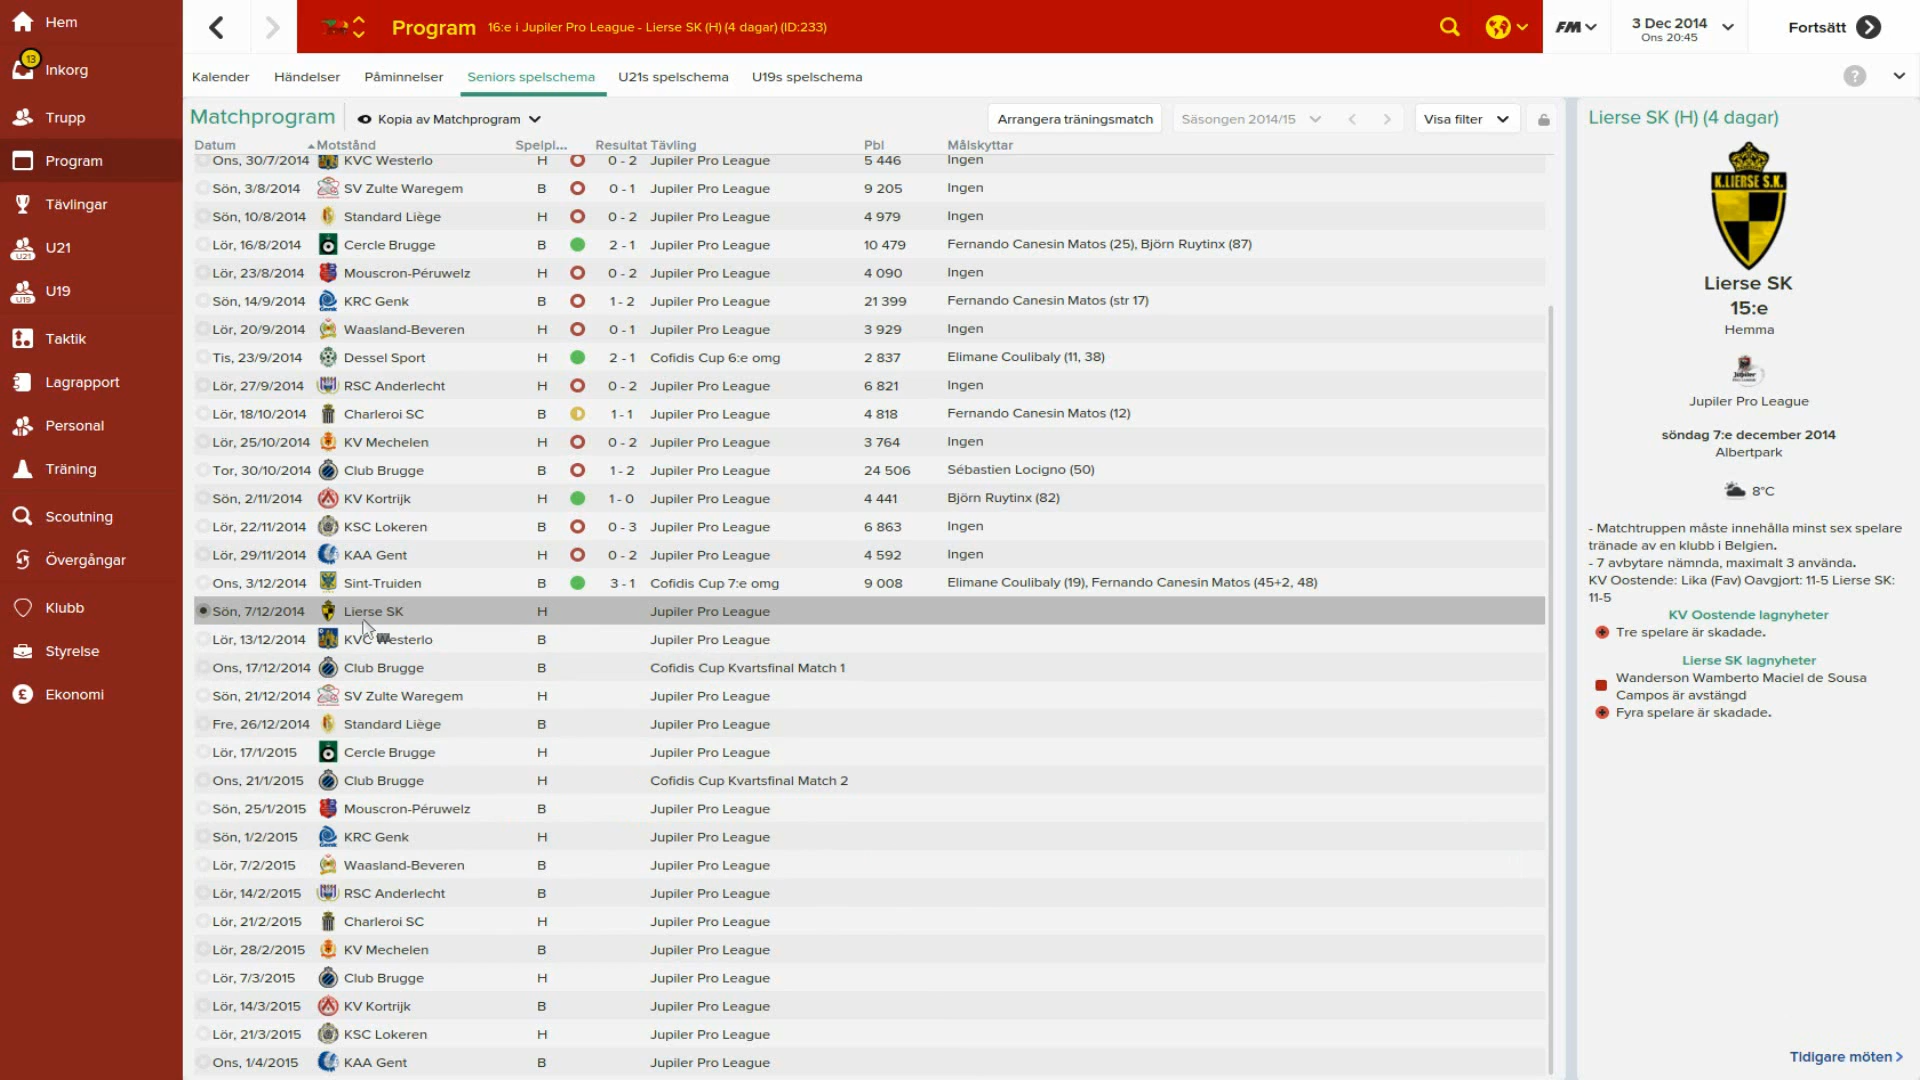 Hem
13
Inkorg
Trupp
Program
Tävlingar
U21
U21
U19
U19
Taktik
Lagrapport
Personal
Träning
Scoutning
Övergångar
Klubb
Styrelse
Ekonomi
Program 16:e i Jupiler Pro League - Lierse SK (H) (4 dagar) (ID:233)
FM
3 Dec 2014
Ons 20:45
Fortsätt
Kalender Händelser Påminnelser Seniors spelschema U21s spelschema U19s spelschema
?
Matchprogram Kopia av Matchprogram Arrangera träningsmatch Säsongen 2014/15 Visa filter
Datum Motstånd Spelpl... Resultat Tävling Pbl Målskyttar
Ons, 30/7/2014 KVC Westerlo H 0 - 2 Jupiler Pro League 5 446 Ingen
Sön, 3/8/2014 SV Zulte Waregem B 0 - 1 Jupiler Pro League 9 205 Ingen
Sön, 10/8/2014 Standard Liège H 0 - 2 Jupiler Pro League 4 979 Ingen
Lör, 16/8/2014 Cercle Brugge B 2 - 1 Jupiler Pro League 10 479 Fernando Canesin Matos (25), Björn Ruytinx (87)
Lör, 23/8/2014 Mouscron-Péruwelz H 0 - 2 Jupiler Pro League 4 090 Ingen
Sön, 14/9/2014 KRC Genk B 1 - 2 Jupiler Pro League 21 399 Fernando Canesin Matos (str 17)
Lör, 20/9/2014 Waasland-Beveren H 0 - 1 Jupiler Pro League 3 929 Ingen
Tis, 23/9/2014 Dessel Sport H 2 - 1 Cofidis Cup 6:e omg 2 837 Elimane Coulibaly (11, 38)
Lör, 27/9/2014 RSC Anderlecht H 0 - 2 Jupiler Pro League 6 821 Ingen
Lör, 18/10/2014 Charleroi SC B 1 - 1 Jupiler Pro League 4 818 Fernando Canesin Matos (12)
Lör, 25/10/2014 KV Mechelen H 0 - 2 Jupiler Pro League 3 764 Ingen
Tor, 30/10/2014 Club Brugge B 1 - 2 Jupiler Pro League 24 506 Sébastien Locigno (50)
Sön, 2/11/2014 KV Kortrijk H 1 - 0 Jupiler Pro League 4 441 Björn Ruytinx (82)
Lör, 22/11/2014 KSC Lokeren B 0 - 3 Jupiler Pro League 6 863 Ingen
Lör, 29/11/2014 KAA Gent H 0 - 2 Jupiler Pro League 4 592 Ingen
Ons, 3/12/2014 Sint-Truiden B 3 - 1 Cofidis Cup 7:e omg 9 008 Elimane Coulibaly (19), Fernando Canesin Matos (45+2, 48)
Sön, 7/12/2014 Lierse SK H Jupiler Pro League
Lör, 13/12/2014 KVC Westerlo B Jupiler Pro League
Ons, 17/12/2014 Club Brugge B Cofidis Cup Kvartsfinal Match 1
Sön, 21/12/2014 SV Zulte Waregem H Jupiler Pro League
Fre, 26/12/2014 Standard Liège B Jupiler Pro League
Lör, 17/1/2015 Cercle Brugge H Jupiler Pro League
Ons, 21/1/2015 Club Brugge H Cofidis Cup Kvartsfinal Match 2
Sön, 25/1/2015 Mouscron-Péruwelz B Jupiler Pro League
Sön, 1/2/2015 KRC Genk H Jupiler Pro League
Lör, 7/2/2015 Waasland-Beveren B Jupiler Pro League
Lör, 14/2/2015 RSC Anderlecht B Jupiler Pro League
Lör, 21/2/2015 Charleroi SC H Jupiler Pro League
Lör, 28/2/2015 KV Mechelen B Jupiler Pro League
Lör, 7/3/2015 Club Brugge H Jupiler Pro League
Lör, 14/3/2015 KV Kortrijk B Jupiler Pro League
Lör, 21/3/2015 KSC Lokeren H Jupiler Pro League
Ons, 1/4/2015 KAA Gent B Jupiler Pro League
Lierse SK (H) (4 dagar)
K.LIERSE S.K.
Lierse SK
15:e
Hemma
Jupiler
Jupiler Pro League
söndag 7:e december 2014
Albertpark
8°C
- Matchtruppen måste innehålla minst sex spelare
tränade av en klubb i Belgien.
- 7 avbytare nämnda, maximalt 3 använda.
KV Oostende: Lika (Fav) Oavgjort: 11-5 Lierse SK:
11-5
KV Oostende lagnyheter
Tre spelare är skadade.
Lierse SK lagnyheter
Wanderson Wamberto Maciel de Sousa
Campos är avstängd
Fyra spelare är skadade.
Tidigare möten >